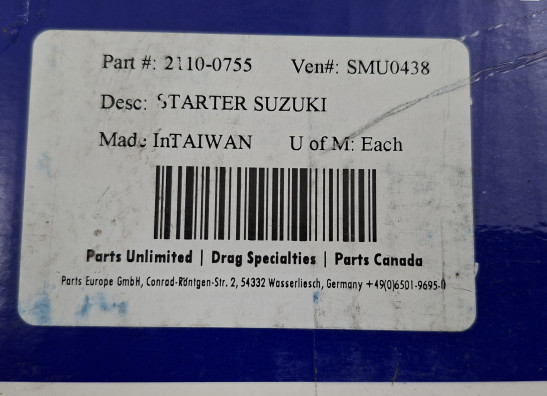 Part #: 2110-0755 Ven#: SMU0438
Desc: STARTER SUZUKI
Made InTAIWAN U of M: Each
Parts Unlimited | Drag Specialties | Parts Canada
Parts Europe GmbH, Conrad-Röntgen-Str. 2, 54332 Wasserliesch, Germany +49(0)6501-9695-0